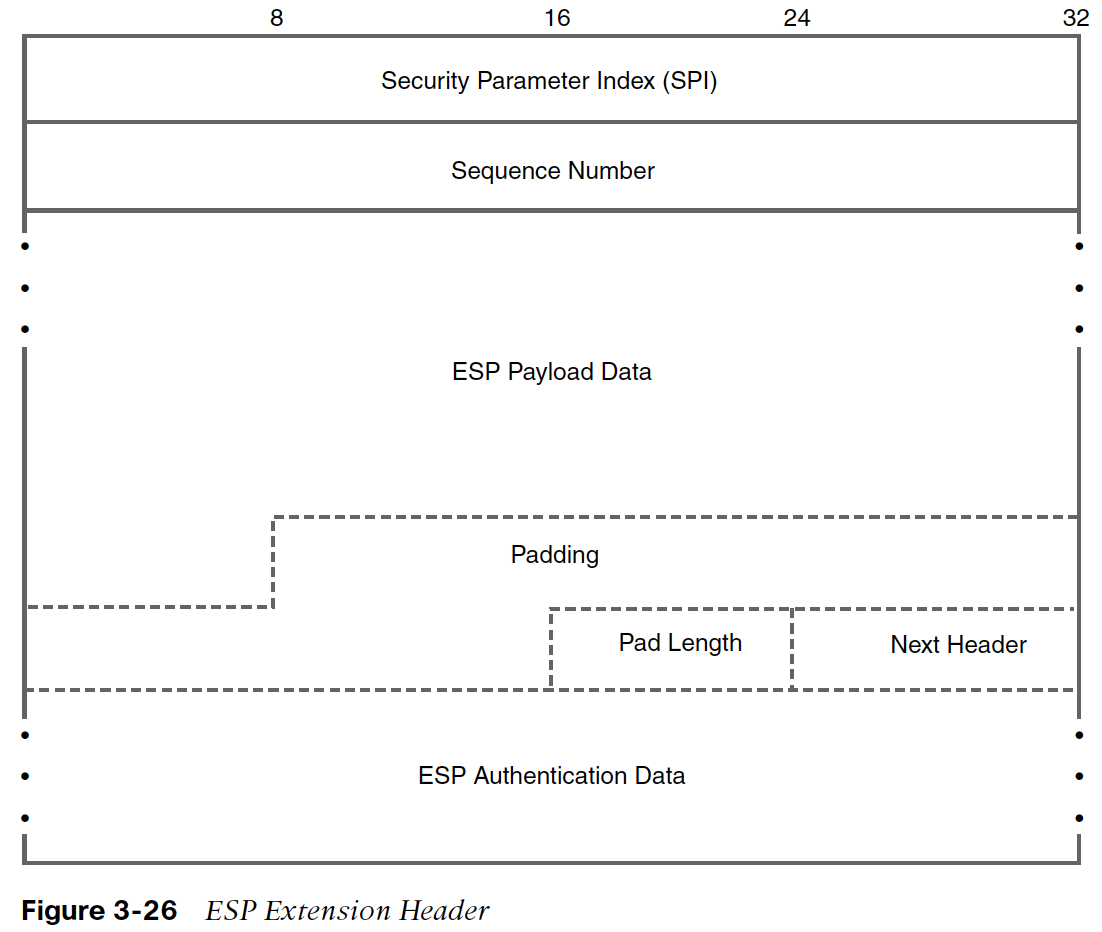 8 16 24 32
Security Parameter Index (SPI)
Sequence Number
ESP Payload Data
Padding
Pad Length Next Header
ESP Authentication Data
Figure 3-26 ESP Extension Header